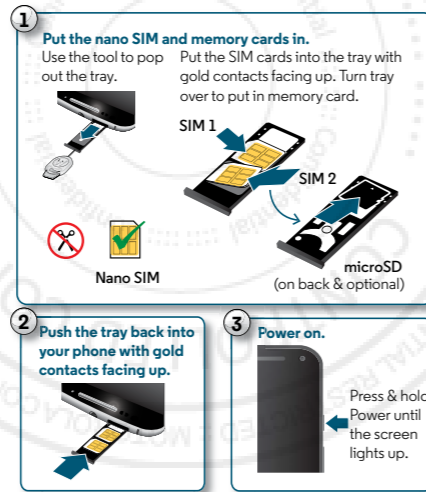 1
Put the nano SIM and memory cards in.
Use the tool to pop
out the tray.
Put the SIM cards into the tray with
gold contacts facing up. Turn tray
over to put in memory card.
SIM 1
SIM 2
Nano SIM
microSD
(on back & optional)
2
Push the tray back into
your phone with gold
contacts facing up.
3
Power on.
Press & hold
Power until
the screen
lights up.